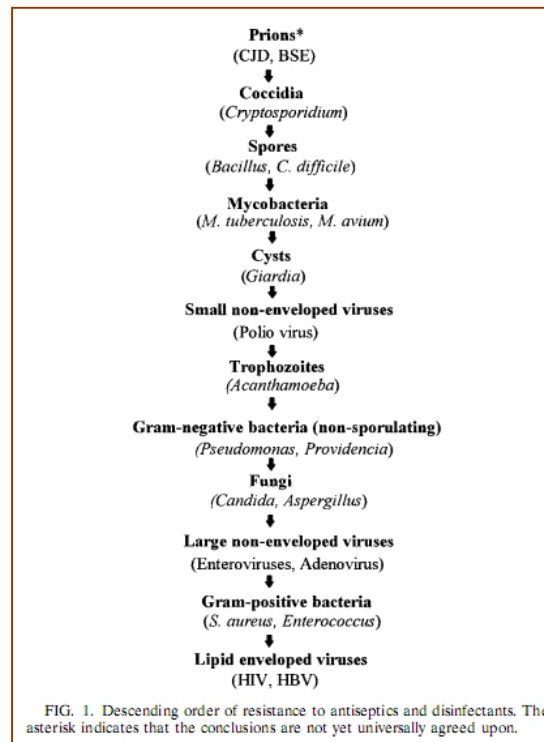 Prions*
(CJD, BSE)
Coccidia
(Cryptosporidium)
Spores
(Bacillus, C. difficile)
Mycobacteria
(M. tuberculosis, M. avium)
Cysts
(Giardia)
Small non-enveloped viruses
(Polio virus)
Trophozoites
(Acanthamoeba)
Gram-negative bacteria (non-sporulating)
(Pseudomonas, Providencia)
Fungi
(Candida, Aspergillus)
Large non-enveloped viruses
(Enteroviruses, Adenovirus)
Gram-positive bacteria
(S. aureus, Enterococcus)
Lipid enveloped viruses
(HIV, HBV)
FIG. 1. Descending order of resistance to antiseptics and disinfectants. The
asterisk indicates that the conclusions are not yet universally agreed upon.